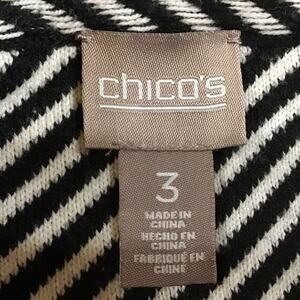 chico's
3
MADE IN
CHINA
HECHO EN
CHINA
FABRIQUÉ EN
CHINE